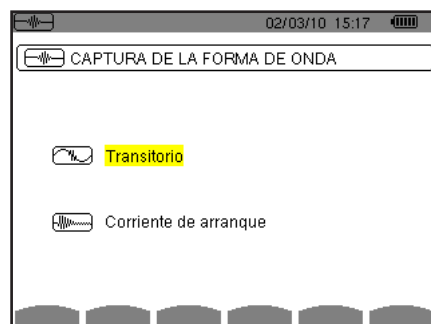 02/03/10 15:17
CAPTURA DE LA FORMA DE ONDA
Transitorio
Corriente de arranque